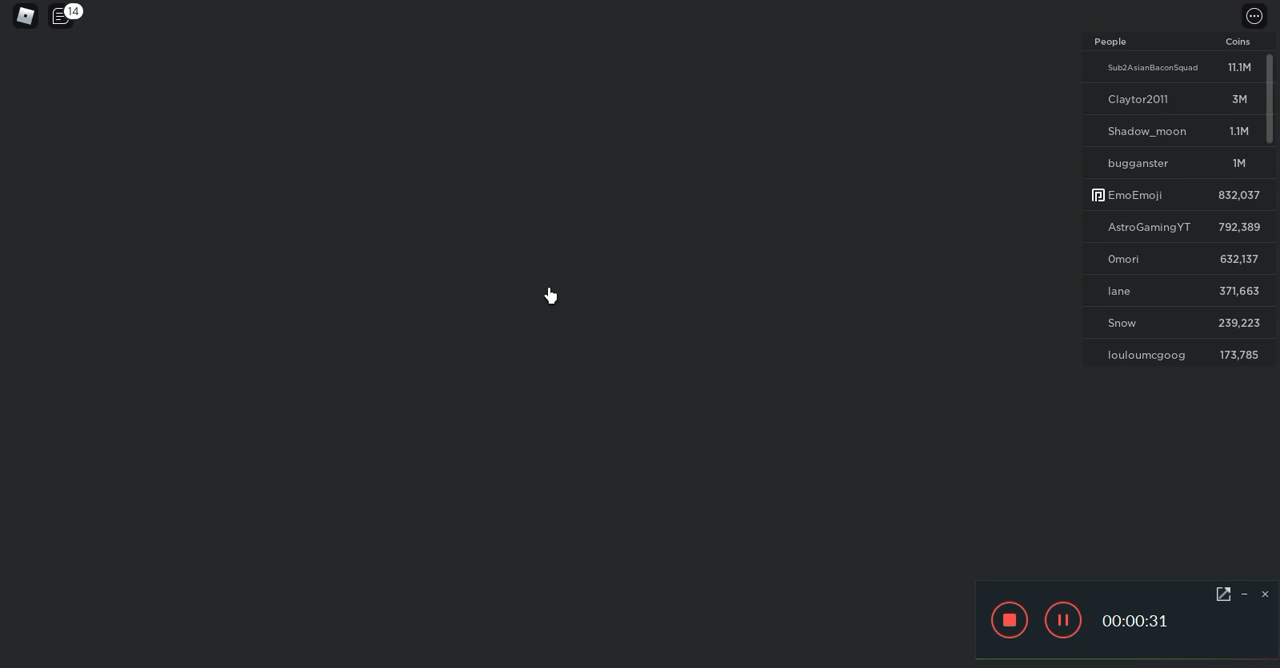 14
People Coins
Sub2AsianBaconSquad 11.1M
Claytor2011 3M
Shadow_moon 1.1M
bugganster 1M
EmoEmoji 832,037
AstroGamingYT 792,389
0mori 632,137
lane 371,663
Snow 239,223
louloumcgoog 173,785
00:00:31